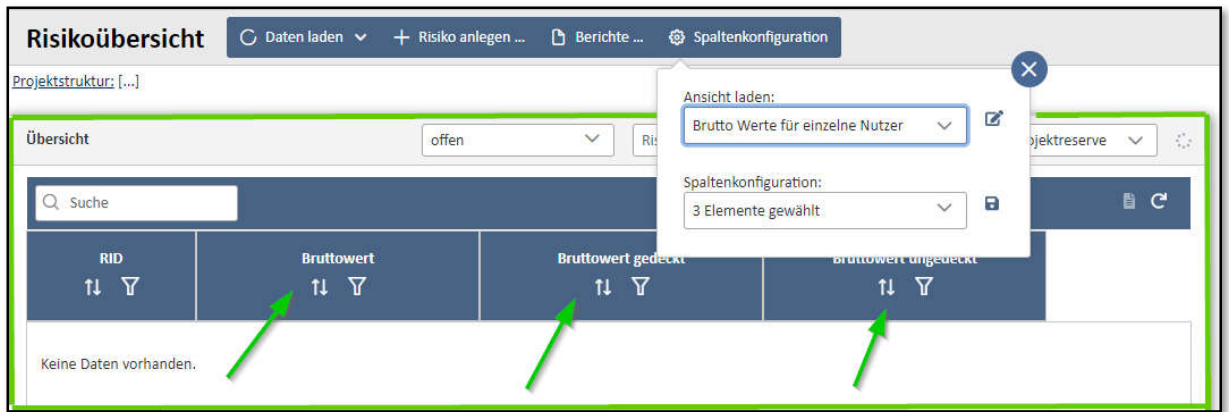 Risikoübersicht
Daten laden
Risiko anlegen ...
Berichte ...
Spaltenkonfiguration
Projektstruktur: [...]
Ansicht laden:
Brutto Werte für einzelne Nutzer
Übersicht
offen
Spaltenkonfiguration:
3 Elemente gewählt
Suche
RID
Bruttowert
Bruttowert gedeckt
Bruttowert ungedeckt
Keine Daten vorhanden.